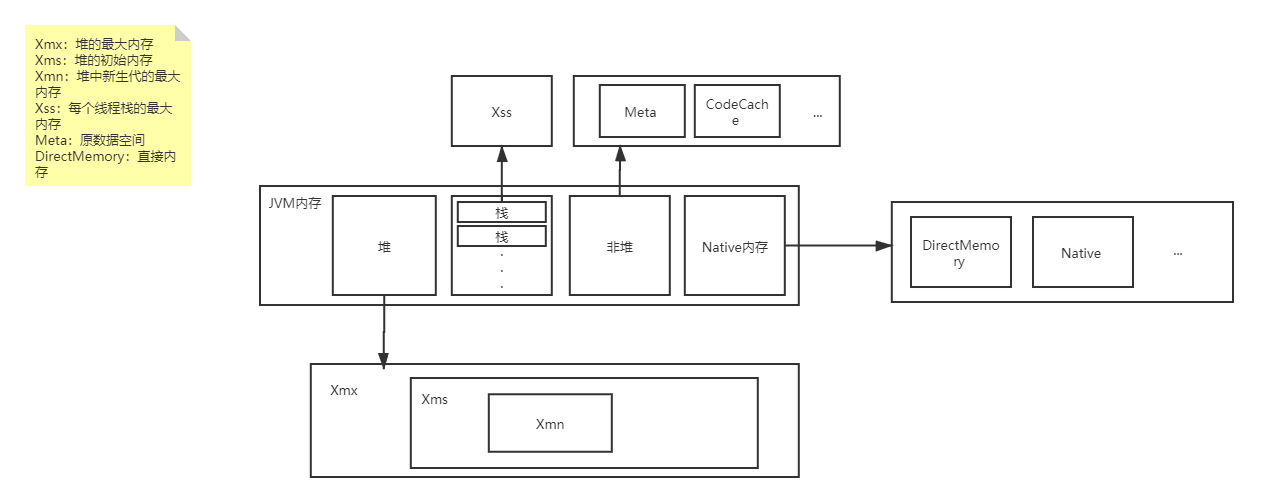 Xmx：堆的最大内存
Xms：堆的初始内存
Xmn：堆中新生代的最大
内存
Xss：每个线程栈的最大
内存
Meta：原数据空间
DirectMemory：直接内
存
Xss
Meta
CodeCach
e
...
JVM内存
堆
栈
栈
.
.
.
非堆
Native内存
DirectMemo
ry
Native
...
Xmx
Xms
Xmn